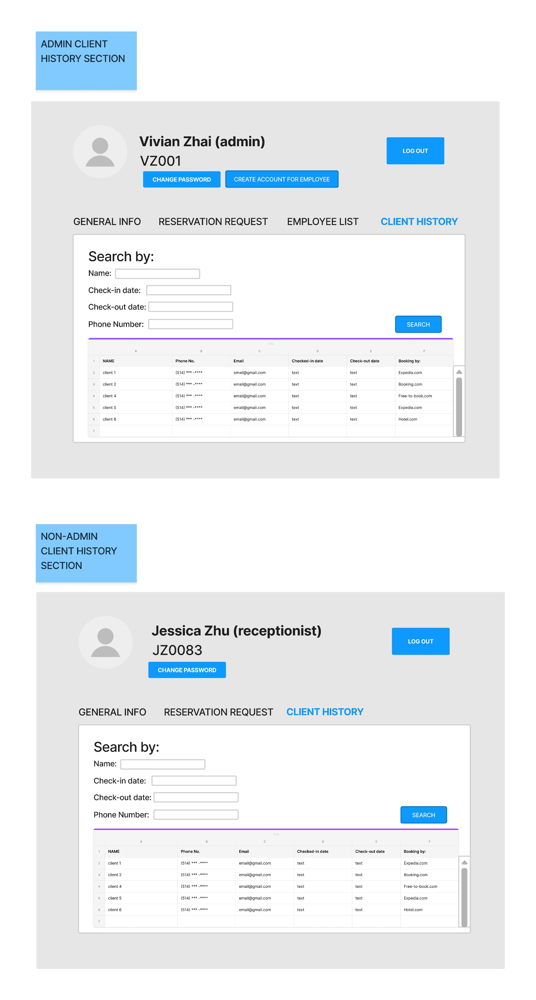 ADMIN CLIENT
HISTORY SECTION
Vivian Zhai (admin)
VZ001
LOG OUT
CHANGE PASSWORD
CREATE ACCOUNT FOR EMPLOYEE
GENERAL INFO RESERVATION REQUEST EMPLOYEE LIST CLIENT HISTORY
Search by:
Name:
Check-in date:
Check-out date:
Phone Number:
SEARCH
Title
A B C D E F
1 NAME Phone No. Email Checked-in date Check-out date Booking by:
2 client 1 (514) *** -**** email@gmail.com text text Expedia.com
3 client 2 (514) *** -**** email@gmail.com text text Booking.com
4 client 4 (514) *** -**** email@gmail.com text text Free-to-book.com
5 client 5 (514) *** -**** email@gmail.com text text Expedia.com
6 client 6 (514) *** -**** email@gmail.com text text Hotel.com
7
NON-ADMIN
CLIENT HISTORY
SECTION
Jessica Zhu (receptionist)
JZ0083
LOG OUT
CHANGE PASSWORD
GENERAL INFO RESERVATION REQUEST CLIENT HISTORY
Search by:
Name:
Check-in date:
Check-out date:
Phone Number:
SEARCH
Title
A B C D E F
1 NAME Phone No. Email Checked-in date Check-out date Booking by:
2 client 1 (514) *** -**** email@gmail.com text text Expedia.com
3 client 2 (514) *** -**** email@gmail.com text text Booking.com
4 client 4 (514) *** -**** email@gmail.com text text Free-to-book.com
5 client 5 (514) *** -**** email@gmail.com text text Expedia.com
6 client 6 (514) *** -**** email@gmail.com text text Hotel.com
7